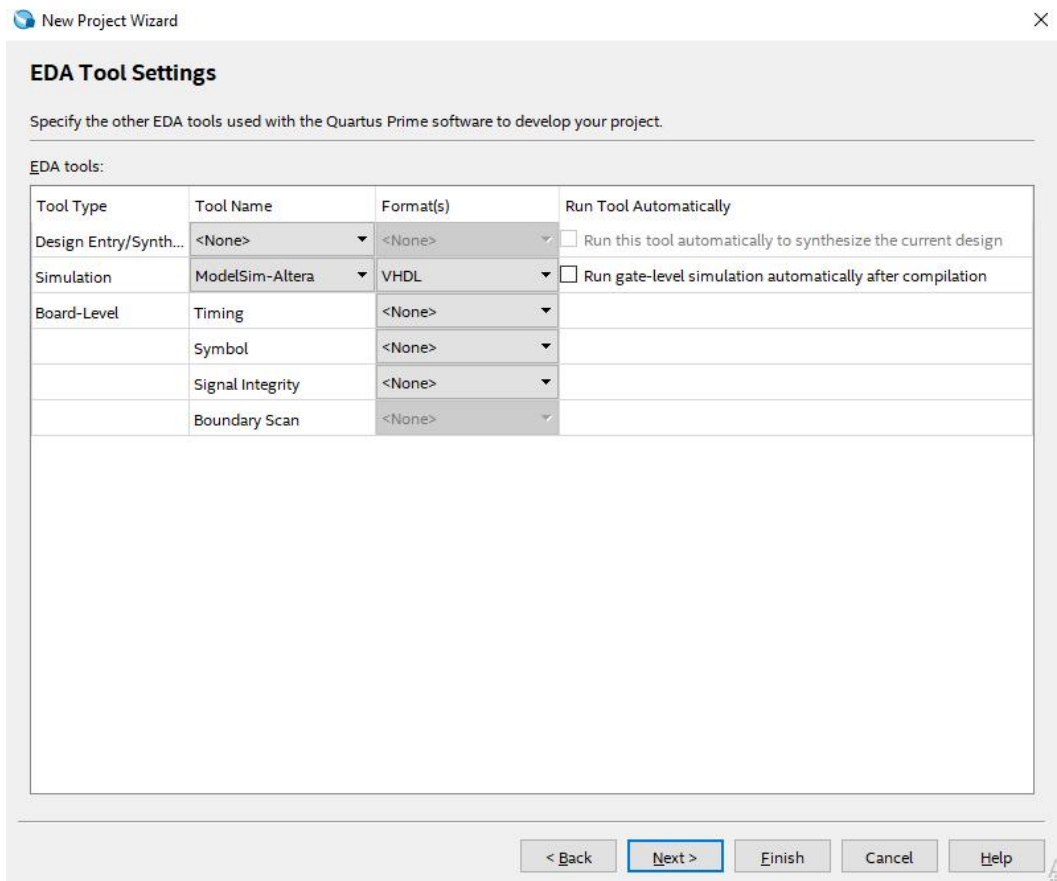 New Project Wizard
EDA Tool Settings
Specify the other EDA tools used with the Quartus Prime software to develop your project.
EDA tools:
Tool Type Tool Name Format(s) Run Tool Automatically
Design Entry/Synth... <None> <None> Run this tool automatically to synthesize the current design
Simulation ModelSim-Altera VHDL Run gate-level simulation automatically after compilation
Board-Level Timing <None>
Symbol <None>
Signal Integrity <None>
Boundary Scan <None>
< Back Next > Finish Cancel Help